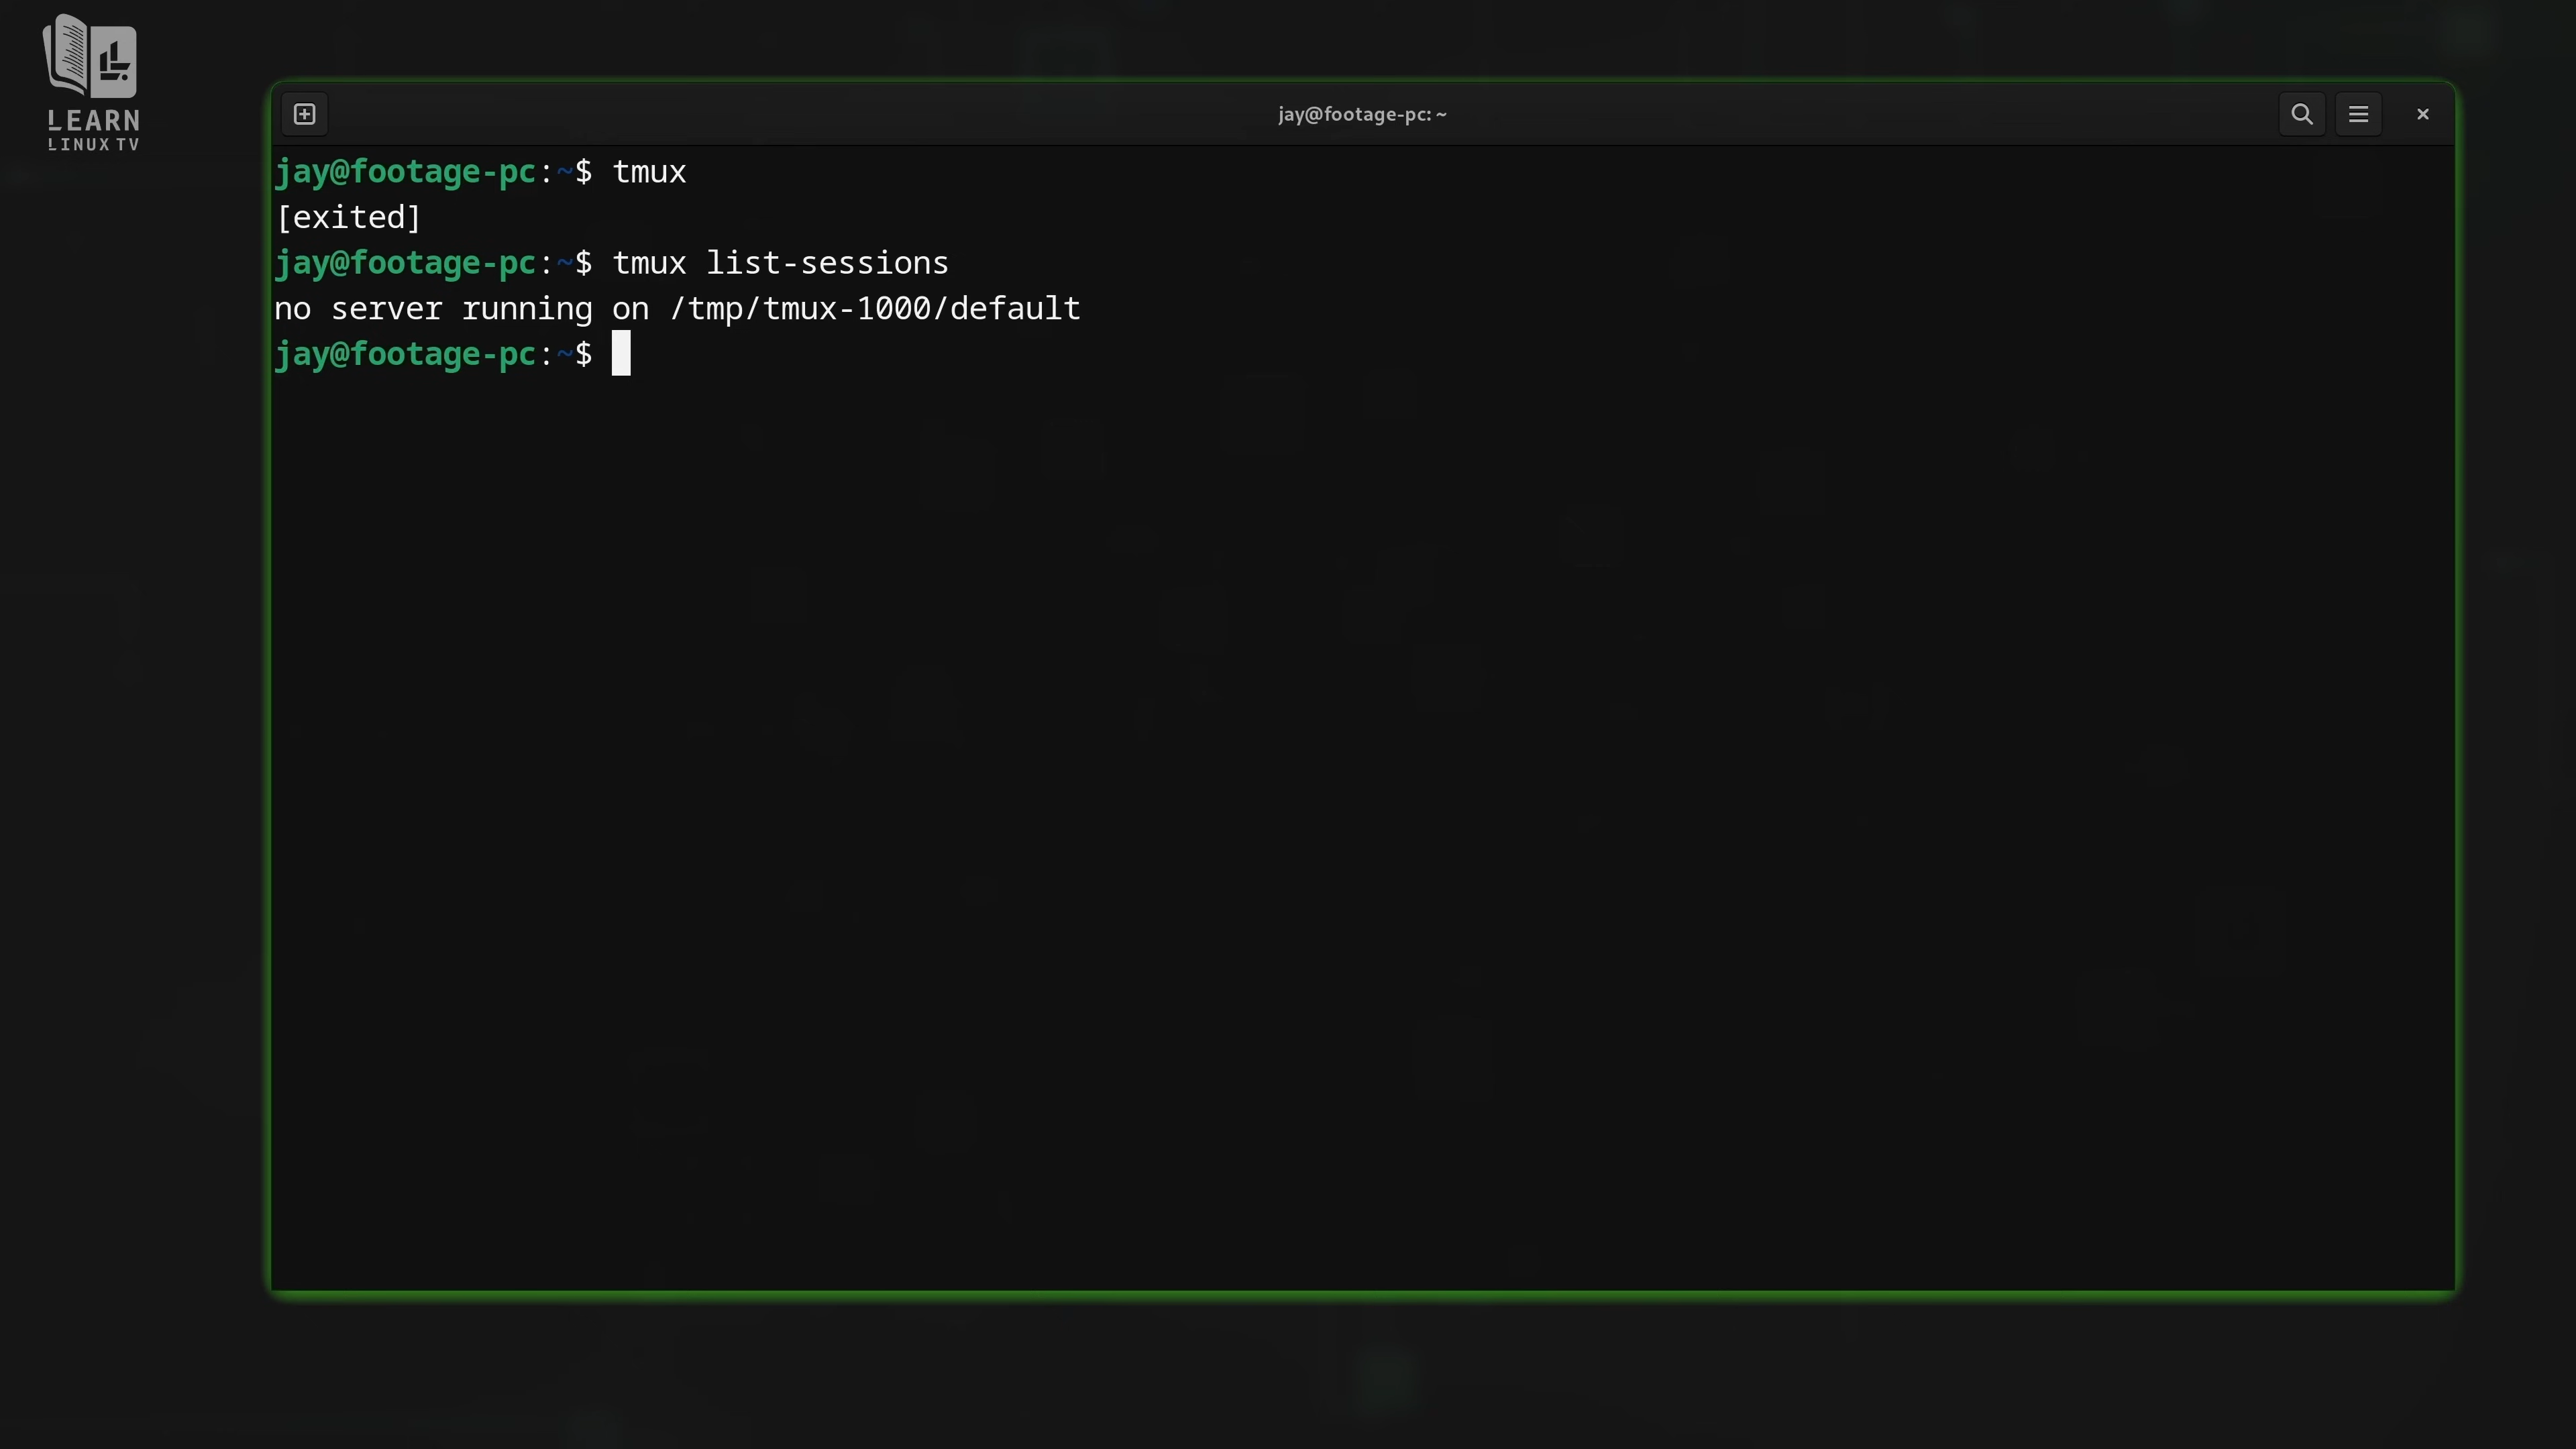 LEARN
LINUX TV
jay@footage-pc: ~
jay@footage-pc:~$ tmux
[exited]
jay@footage-pc:~$ tmux list-sessions
no server running on /tmp/tmux-1000/default
jay@footage-pc:~$